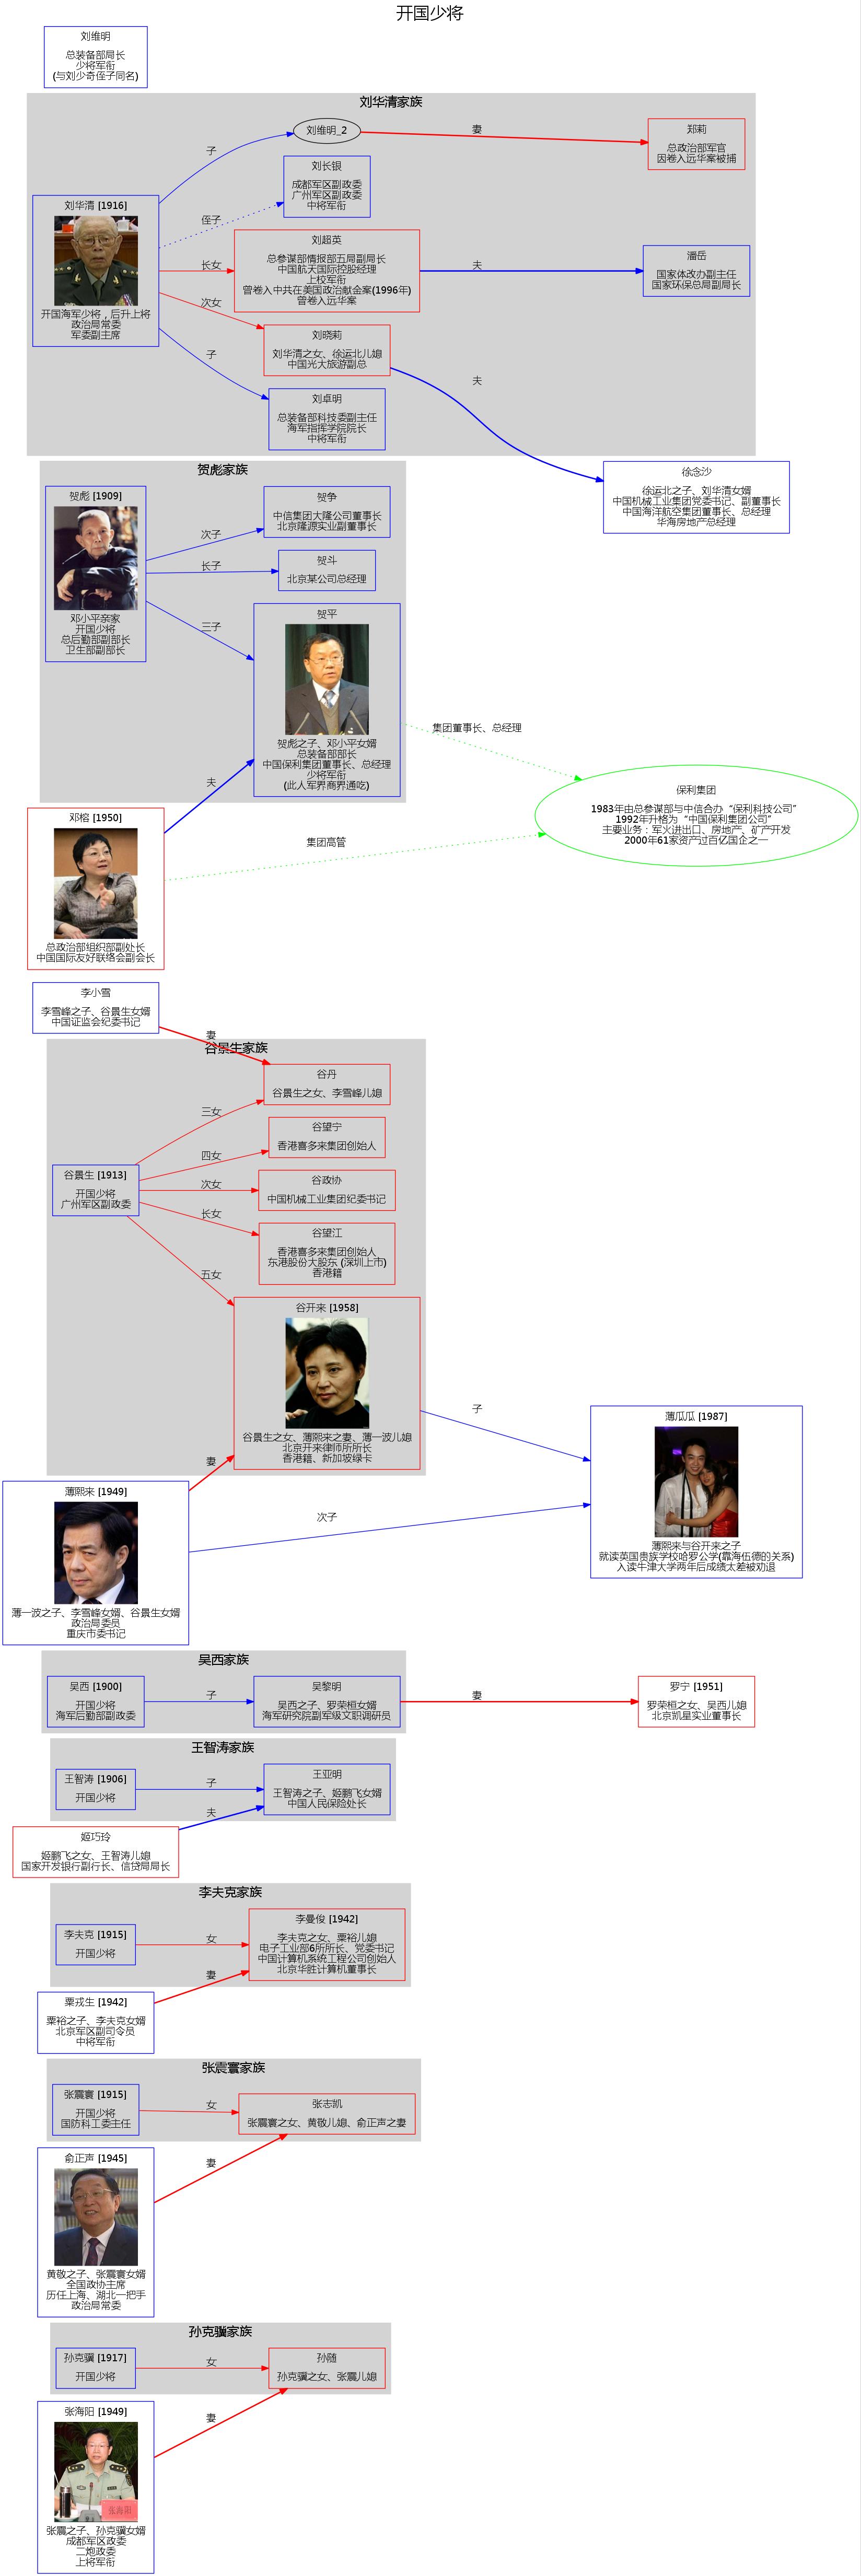 开国少将
刘维明
总装备部局长
少将军衔
(与刘少奇侄子同名)
刘华清家族
刘华清 [1916]
开国海军少将，后升上将
政治局常委
军委副主席
子
侄子
长女
次女
子
刘维明_2
妻
郑莉
总政治部军官
因卷入远华案被捕
刘长银
成都军区副政委
广州军区副政委
中将军衔
刘超英
总参谋部情报部五局副局长
中国航天国际控股经理
上校军衔
曾卷入中共在美国政治献金案(1996年)
曾卷入远华案
夫
潘岳
国家体改办副主任
国家环保总局副局长
刘晓莉
刘华清之女、徐运北儿媳
中国光大旅游副总
夫
刘卓明
总装备部科技委副主任
海军指挥学院院长
中将军衔
徐念沙
徐运北之子、刘华清女婿
中国机械工业集团党委书记、副董事长
中国海洋航空集团董事长、总经理
华海房地产总经理
贺彪家族
贺彪 [1909]
邓小平亲家
开国少将
总后勤部副部长
卫生部副部长
次子
长子
三子
贺争
中信集团大隆公司董事长
北京隆源实业副董事长
贺斗
北京某公司总经理
贺平
贺彪之子、邓小平女婿
总装备部部长
中国保利集团董事长、总经理
少将军衔
(此人军界商界通吃)
集团董事长、总经理
夫
邓榕 [1950]
总政治部组织部副处长
中国国际友好联络会副会长
集团高管
保利集团
1983年由总参谋部与中信合办“保利科技公司”
1992年升格为“中国保利集团公司”
主要业务：军火进出口、房地产、矿产开发
2000年61家资产过百亿国企之一
李小雪
李雪峰之子、谷景生女婿
中国证监会纪委书记
妻
谷景生家族
谷景生 [1913]
开国少将
广州军区副政委
三女
四女
次女
长女
五女
谷丹
谷景生之女、李雪峰儿媳
谷望宁
香港喜多来集团创始人
谷政协
中国机械工业集团纪委书记
谷望江
香港喜多来集团创始人
东港股份大股东 (深圳上市)
香港籍
谷开来 [1958]
谷景生之女、薄熙来之妻、薄一波儿媳
北京开来律师所所长
香港籍、新加坡绿卡
子
妻
薄熙来 [1949]
薄一波之子、李雪峰女婿、谷景生女婿
政治局委员
重庆市委书记
次子
薄瓜瓜 [1987]
薄熙来与谷开来之子
就读英国贵族学校哈罗公学(靠海伍德的关系)
入读牛津大学两年后成绩太差被劝退
吴西家族
吴西 [1900]
开国少将
海军后勤部副政委
子
吴黎明
吴西之子、罗荣桓女婿
海军研究院副军级文职调研员
妻
罗宁 [1951]
罗荣桓之女、吴西儿媳
北京凯星实业董事长
王智涛家族
王智涛 [1906]
开国少将
子
王亚明
王智涛之子、姬鹏飞女婿
中国人民保险处长
夫
姬巧玲
姬鹏飞之女、王智涛儿媳
国家开发银行副行长、信贷局局长
李夫克家族
李夫克 [1915]
开国少将
女
李曼俊 [1942]
李夫克之女、粟裕儿媳
电子工业部6所所长、党委书记
中国计算机系统工程公司创始人
北京华胜计算机董事长
妻
粟戎生 [1942]
粟裕之子、李夫克女婿
北京军区副司令员
中将军衔
张震寰家族
张震寰 [1915]
开国少将
国防科工委主任
女
张志凯
张震寰之女、黄敬儿媳、俞正声之妻
妻
俞正声 [1945]
黄敬之子、张震寰女婿
全国政协主席
历任上海、湖北一把手
政治局常委
孙克骥家族
孙克骥 [1917]
开国少将
女
孙随
孙克骥之女、张震儿媳
妻
张海阳 [1949]
张海阳
张震之子、孙克骥女婿
成都军区政委
二炮政委
上将军衔